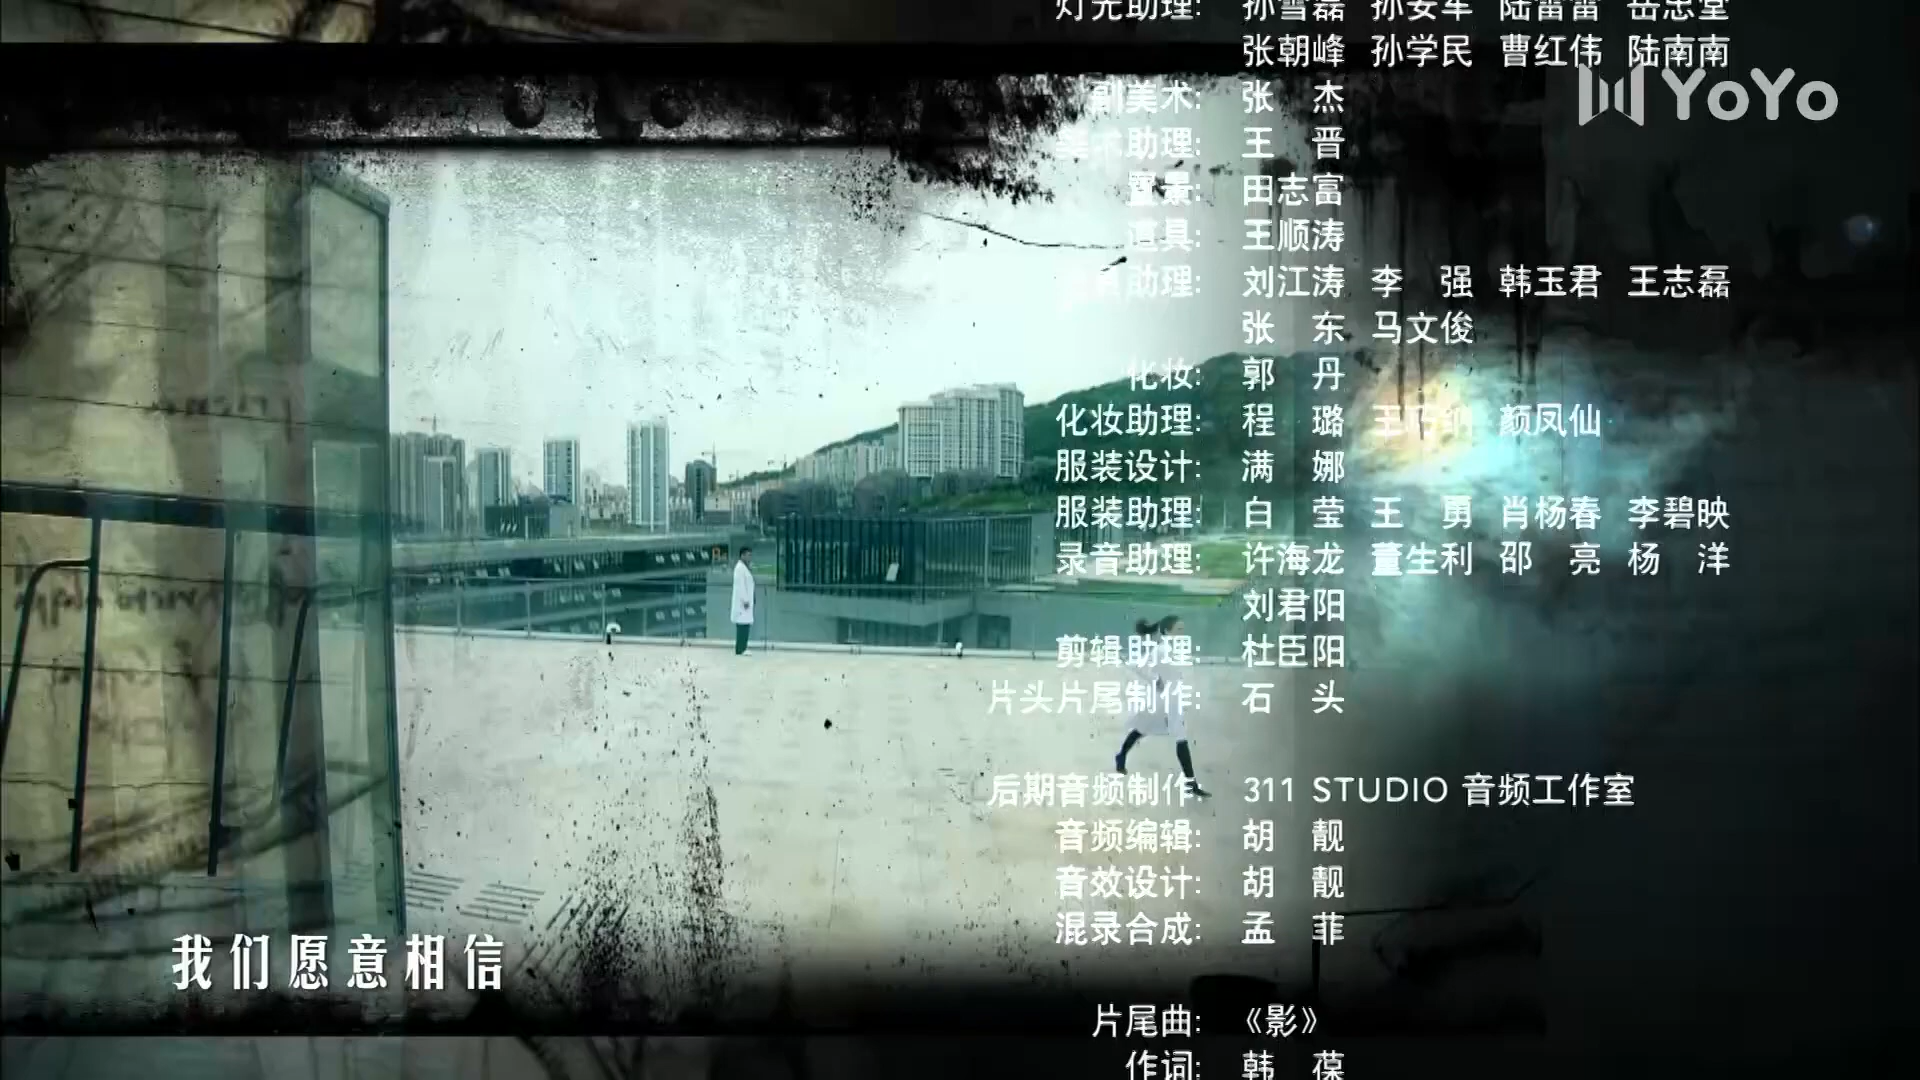 灯光助理: 孙雪磊 孙安军 陆雷雷 岳忠堂
张朝峰 孙学民 曹红伟 陆南南
YoYo
副美术: 张 杰
美术助理: 王 晋
置景: 田志富
道具: 王顺涛
助理: 刘江涛 李 强 韩玉君 王志磊
张 东 马文俊
化妆: 郭 丹
化妆助理: 程 璐 王巧纳 颜凤仙
服装设计: 满 娜
服装助理: 白 莹 王 勇 肖杨春 李碧映
录音助理: 许海龙 董生利 邵 亮 杨 洋
刘君阳
剪辑助理: 杜臣阳
片头片尾制作: 石 头
后期音频制作: 311 STUDIO 音频工作室
音频编辑: 胡 靓
音效设计: 胡 靓
混录合成: 孟 菲
我们愿意相信
片尾曲: 《影》
作词: 韩 葆